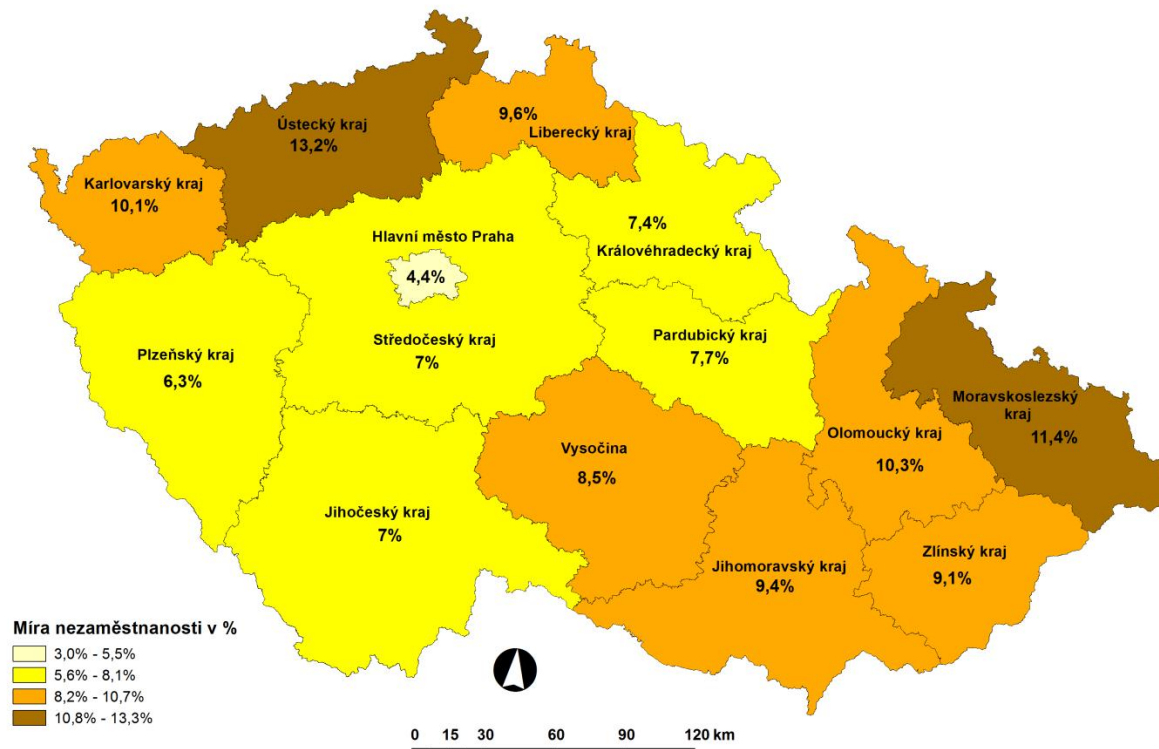 Ústecký kraj
13,2%
9,6%
Liberecký kraj
Karlovarský kraj
10,1%
7,4%
Královéhradecký kraj
Hlavní město Praha
4,4%
Středočeský kraj
7%
Pardubický kraj
7,7%
Plzeňský kraj
6,3%
Moravskoslezský
kraj
11,4%
Olomoucký kraj
10,3%
Vysočina
8,5%
Jihočeský kraj
7%
Jihomoravský kraj
9,4%
Zlínský kraj
9,1%
Míra nezaměstnanosti v %
3,0% - 5,5%
5,6% - 8,1%
8,2% - 10,7%
10,8% - 13,3%
0 15 30 60 90 120 km